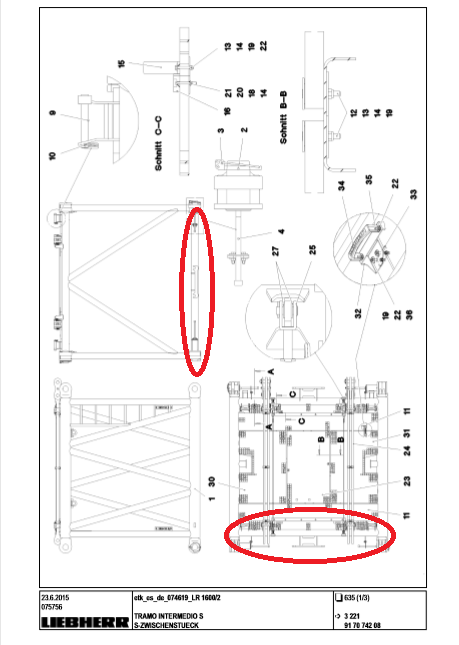 15
13 14 19 22
21 20 18 14
16
Schnitt C-C
Schnitt B-B
12 13 14 19
9
10
3 2
4
34
35
22
33
32
19 22 36
27 25
A
C
A
C
B
B
11
31
24
23
11
30
1
23.6.2015
075756
etk_es_de_074619_LR 1600/2
635 (1/3)
LIEBHERR
TRAMO INTERMEDIO S
S-ZWISCHENSTUECK
3 221
91 70 742 08